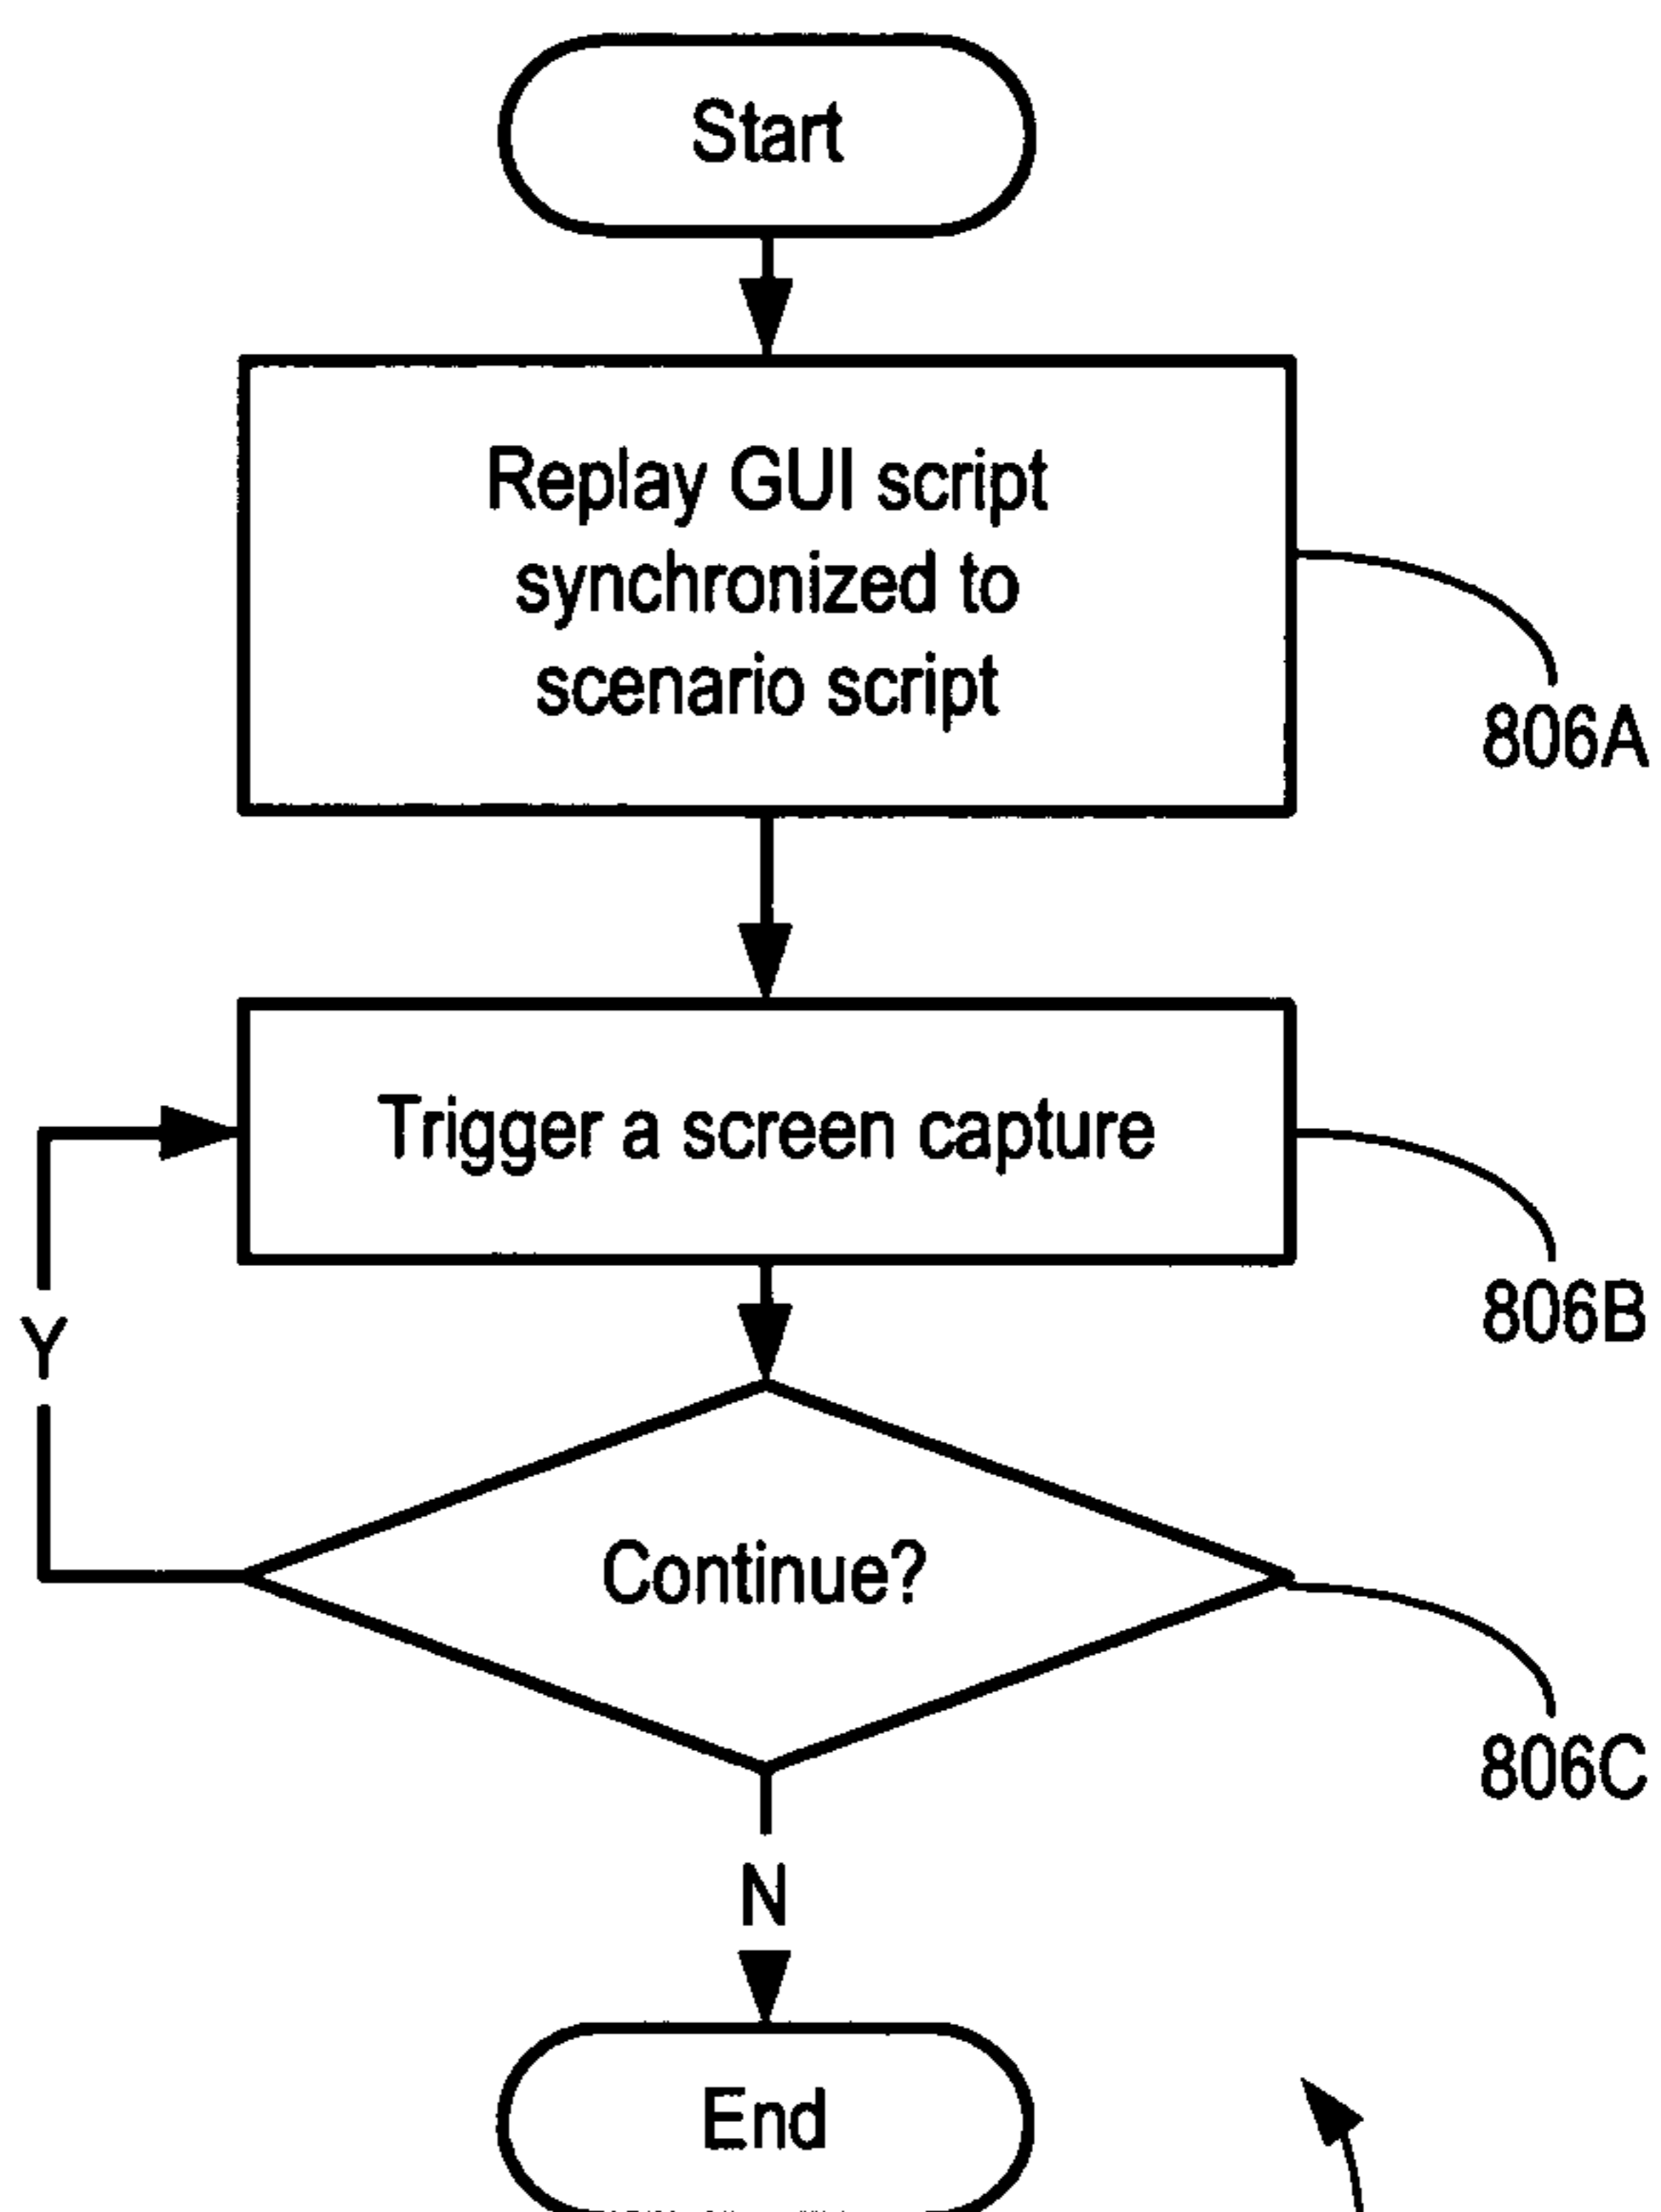 Start
Replay GUI script
synchronized to
scenario script
806A
Trigger a screen capture
806B
Y
Continue?
806C
N
End